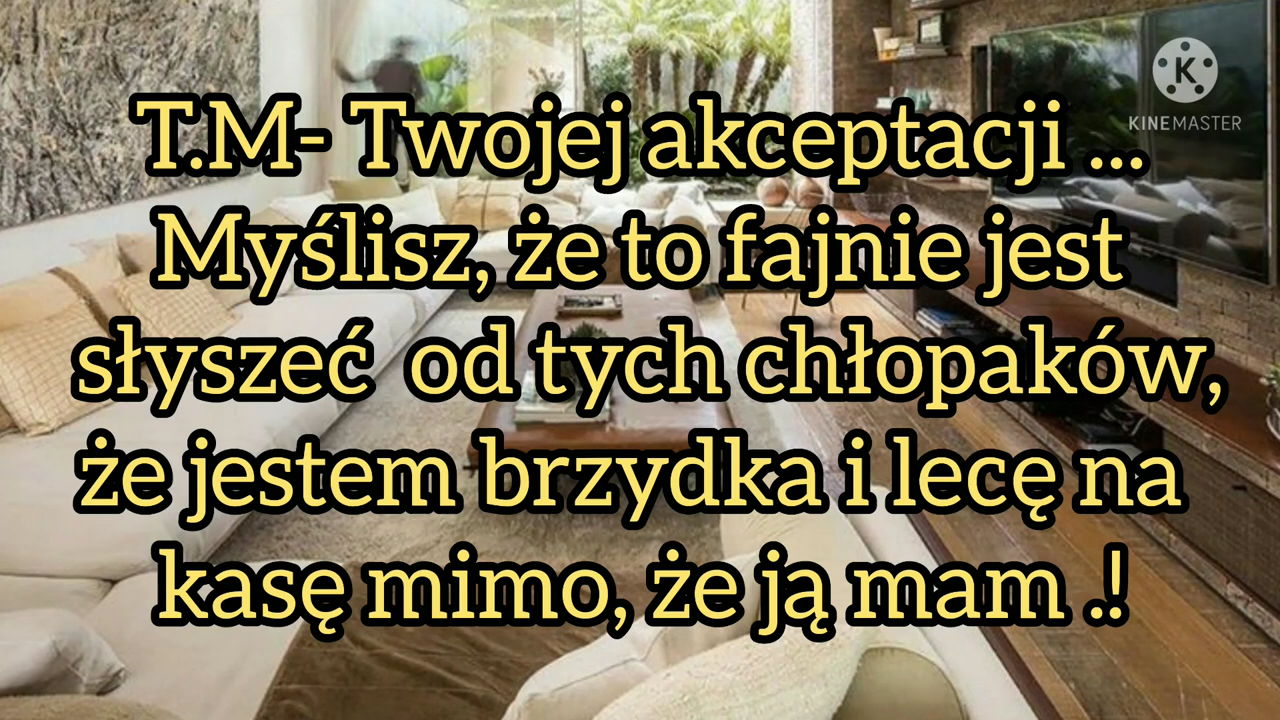 T.M- Twojej akceptacji ...
Myślisz, że to fajnie jest
słyszeć od tych chłopaków,
że jestem brzydka i lecę na
kasę mimo, że ją mam .!
K
KINEMASTER